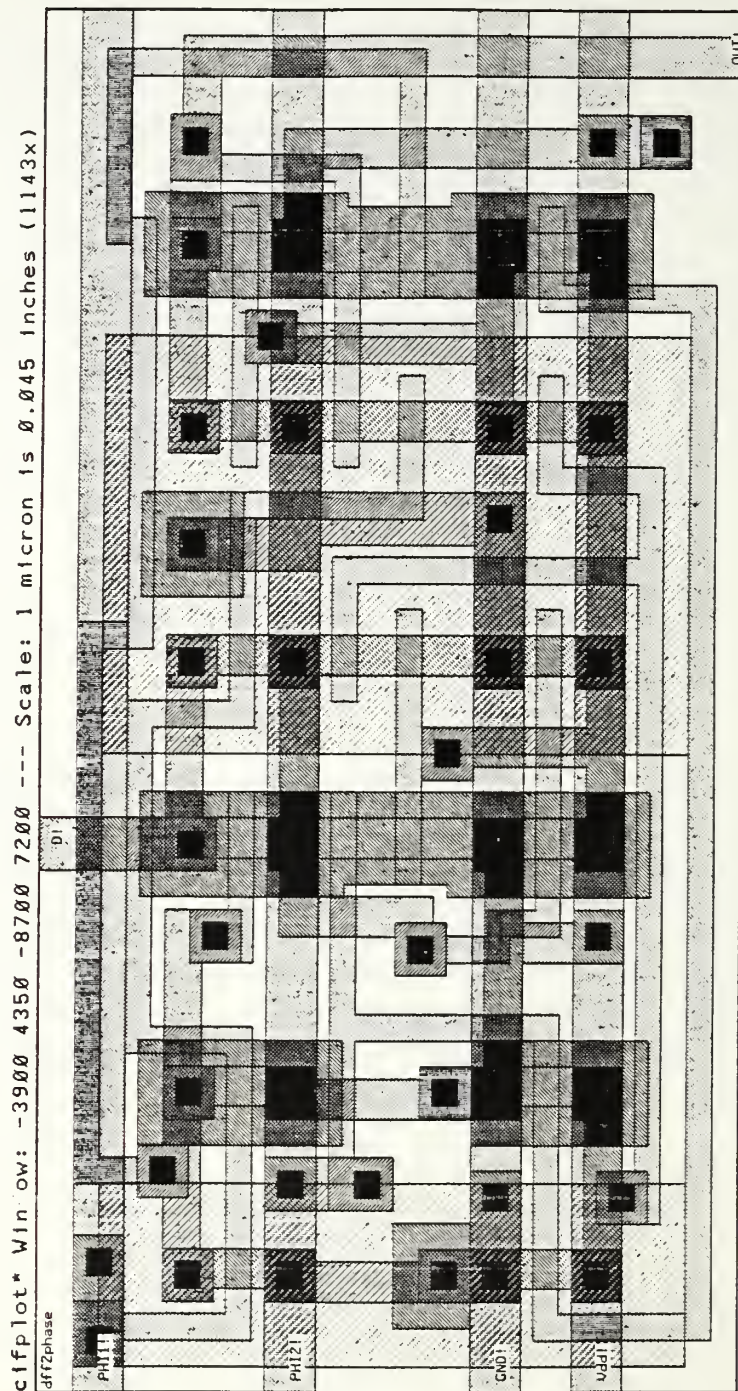 cifplot* Win ow: -3900 4350 -8700 7200 --- Scale: 1 micron is 0.045 inches (1143x)
dff2phase
PHI1!
PHI2!
GND!
Vdd!
D!
OUT!